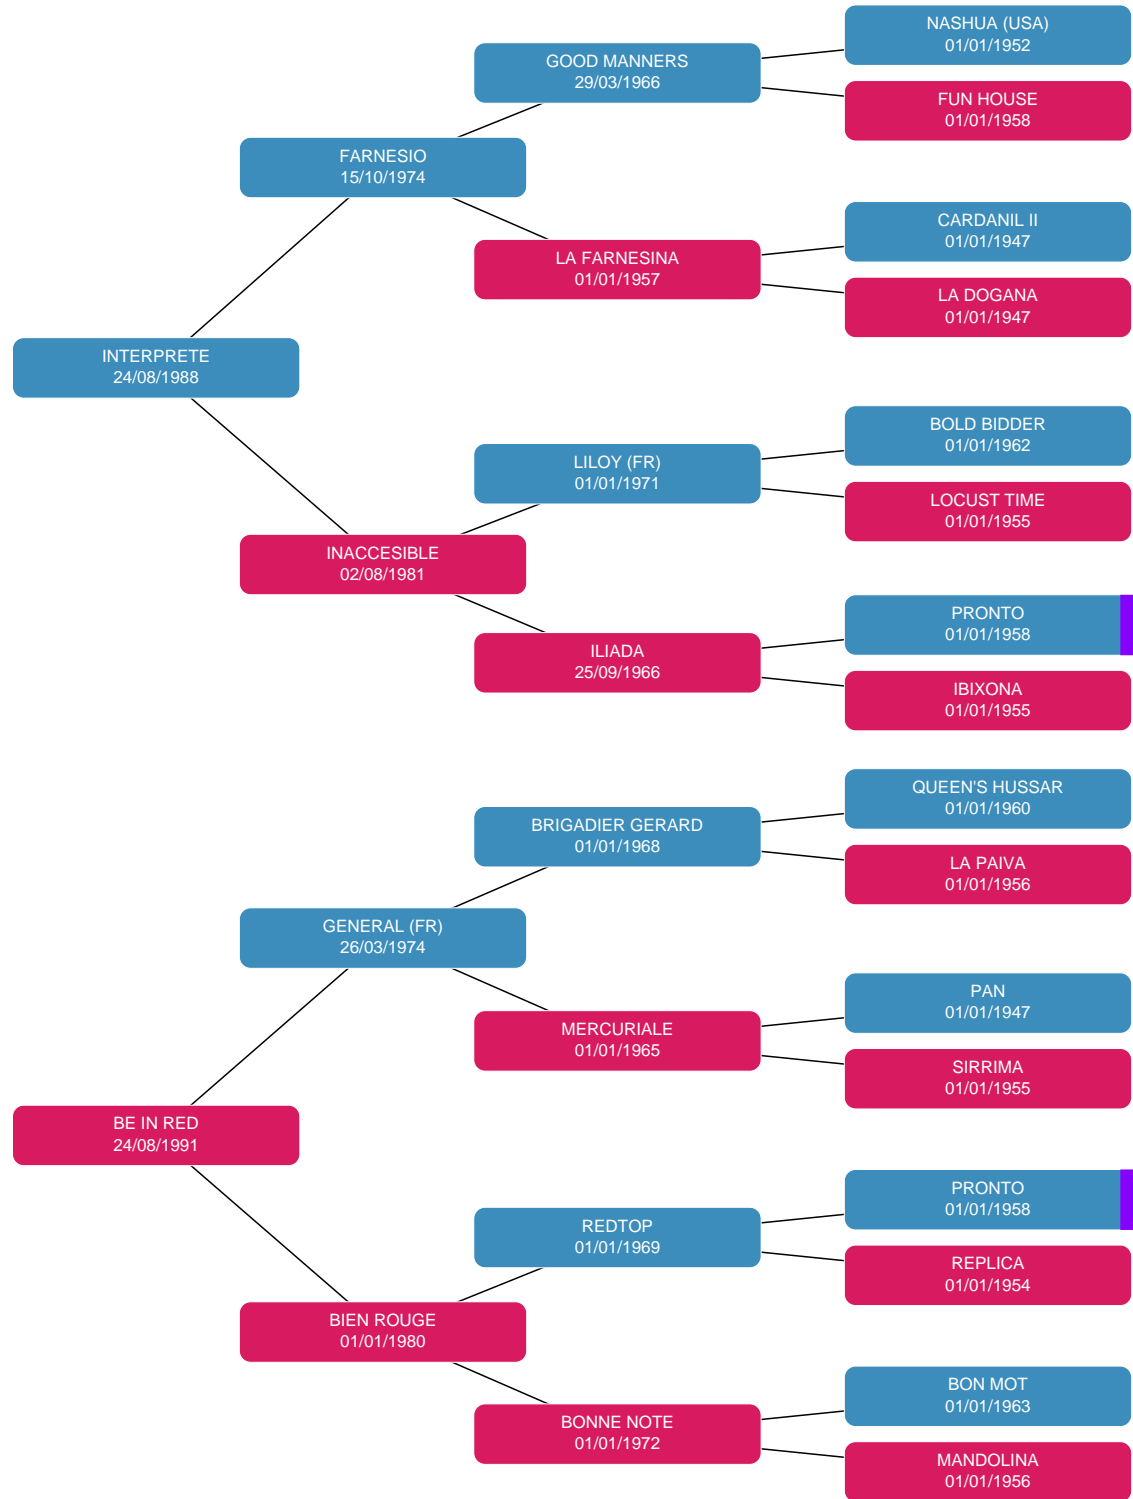 NASHUA (USA)
01/01/1952
GOOD MANNERS
29/03/1966
FUN HOUSE
01/01/1958
FARNESIO
15/10/1974
CARDANIL II
01/01/1947
LA FARNESINA
01/01/1957
LA DOGANA
01/01/1947
INTERPRETE
24/08/1988
BOLD BIDDER
01/01/1962
LILOY (FR)
01/01/1971
LOCUST TIME
01/01/1955
INACCESIBLE
02/08/1981
PRONTO
01/01/1958
ILIADA
25/09/1966
IBIXONA
01/01/1955
QUEEN'S HUSSAR
01/01/1960
BRIGADIER GERARD
01/01/1968
LA PAIVA
01/01/1956
GENERAL (FR)
26/03/1974
PAN
01/01/1947
MERCURIALE
01/01/1965
SIRRIMA
01/01/1955
BE IN RED
24/08/1991
PRONTO
01/01/1958
REDTOP
01/01/1969
REPLICA
01/01/1954
BIEN ROUGE
01/01/1980
BON MOT
01/01/1963
BONNE NOTE
01/01/1972
MANDOLINA
01/01/1956